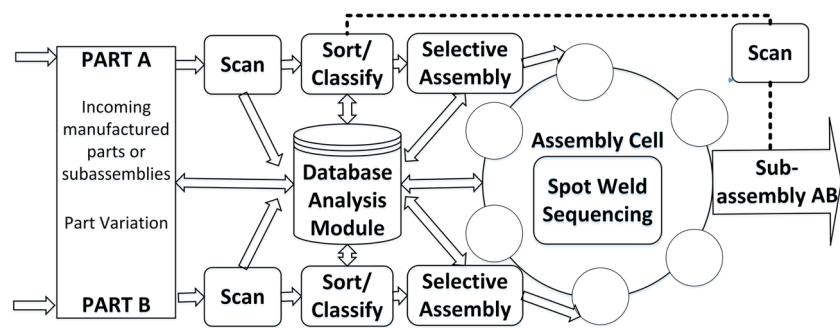 PART A
Incoming
manufactured
parts or
subassemblies
Part Variation
PART B
Scan
Sort/
Classify
Selective
Assembly
Database
Analysis
Module
Scan
Sort/
Classify
Selective
Assembly
Assembly Cell
Spot Weld
Sequencing
Scan
Sub-
assembly AB